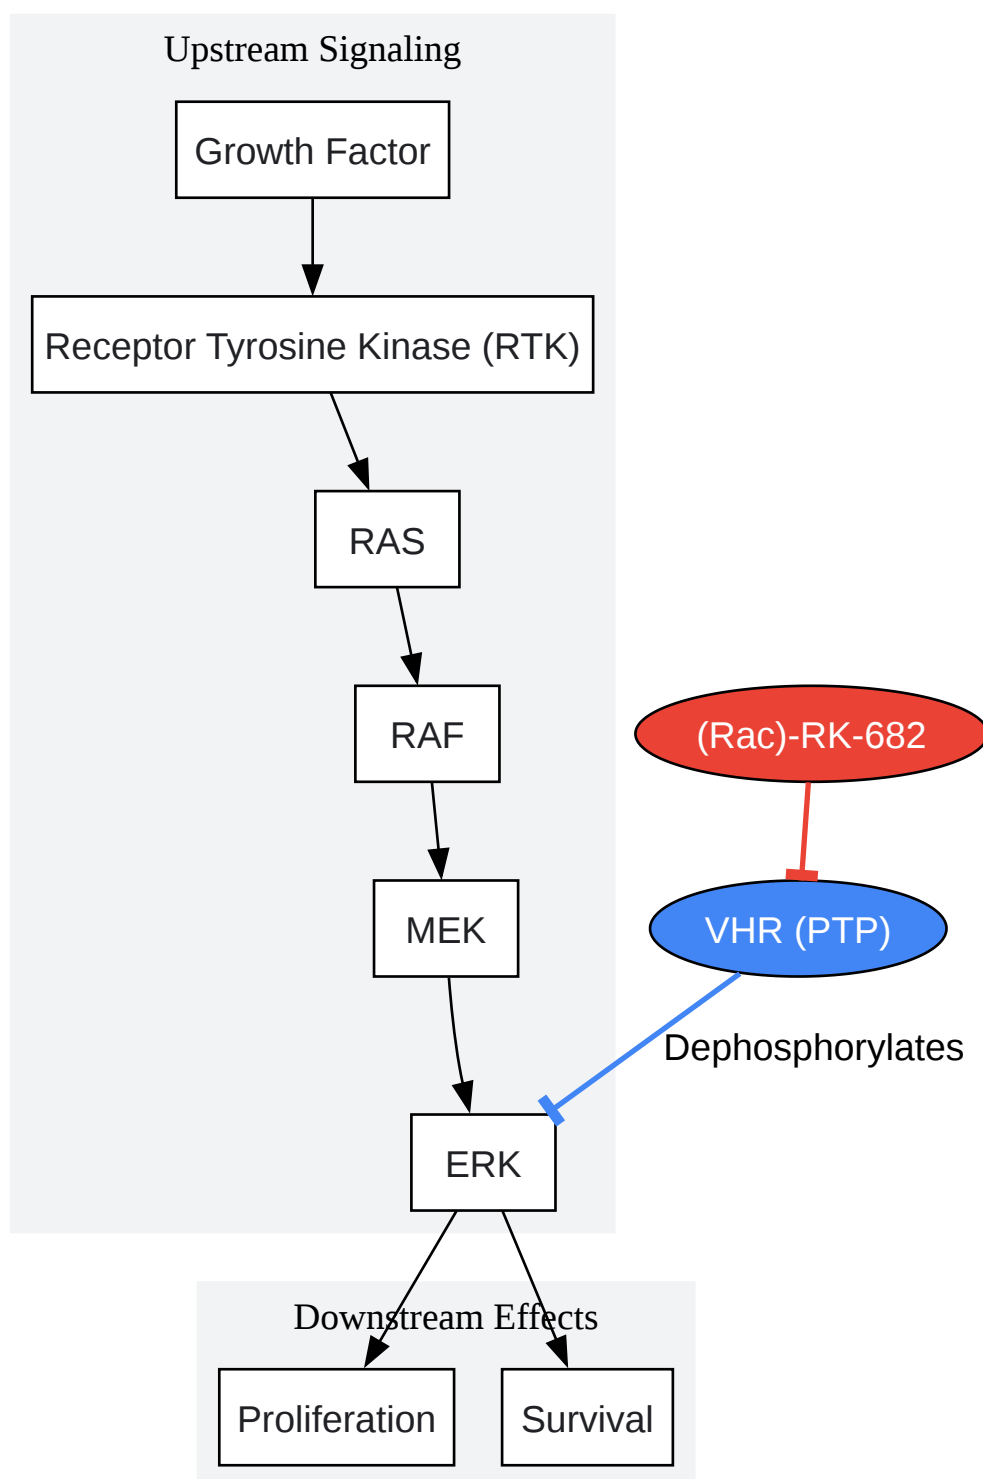 Upstream Signaling
Growth Factor
Receptor Tyrosine Kinase (RTK)
RAS
RAF
(Rac)-RK-682
MEK
VHR (PTP)
Dephosphorylates
ERK
Downstream Effects
Proliferation
Survival